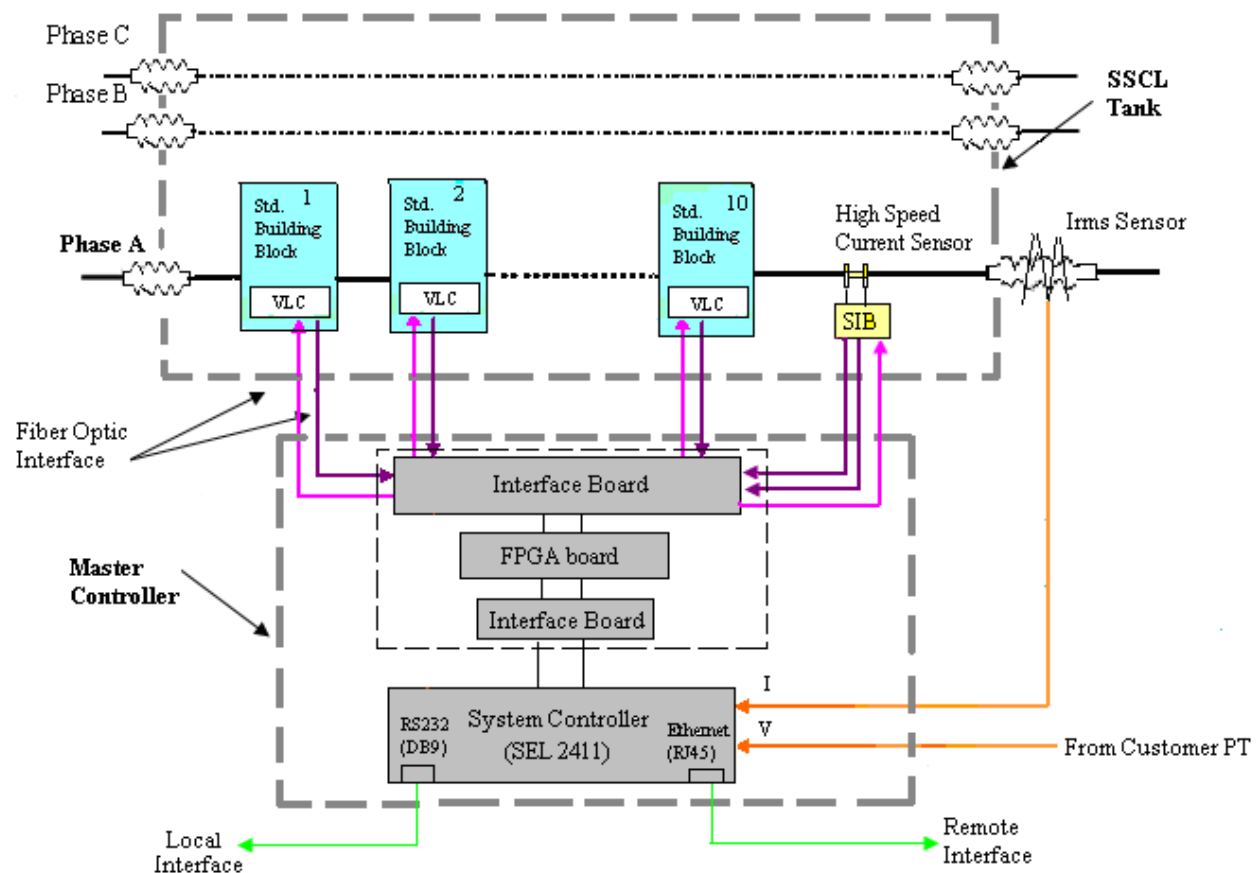 Phase C
Phase B
SSCL
Tank
Phase A
1
Std.
Building
Block
VLC
2
Std.
Building
Block
VLC
10
Std.
Building
Block
VLC
High Speed
Current Sensor
SIB
Irms Sensor
Fiber Optic
Interface
Interface Board
FPGA board
Interface Board
Master
Controller
I
V
RS232
(DB9)
System Controller
(SEL 2411)
Ethernet
(RJ45)
From Customer PT
Local
Interface
Remote
Interface